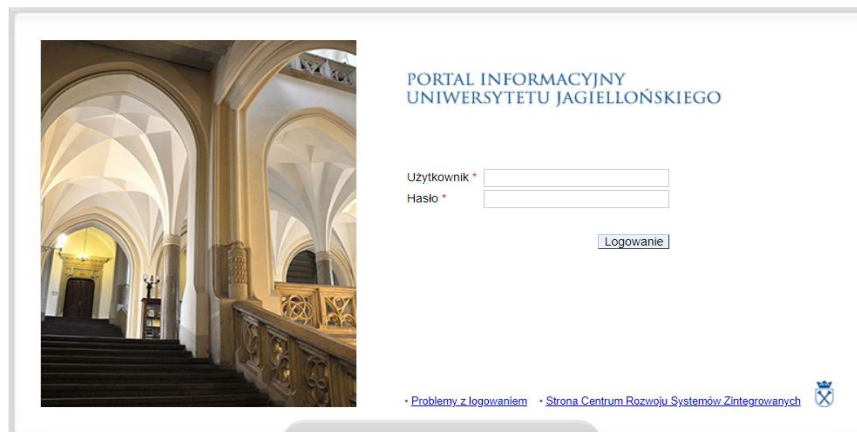 PORTAL INFORMACYJNY
UNIWERSYTETU JAGIELLOŃSKIEGO
Użytkownik *
Hasło *
Logowanie
• Problemy z logowaniem • Strona Centrum Rozwoju Systemów Zintegrowanych